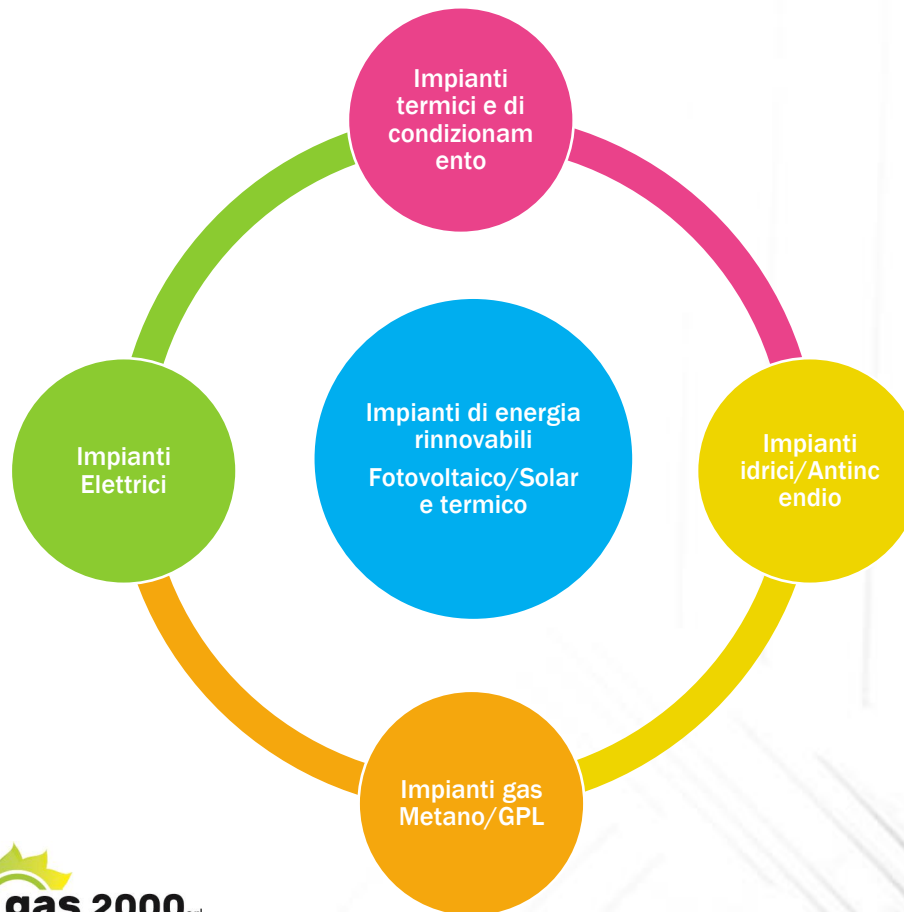 Impianti
termici e di
condizionam
ento
Impianti di energia
rinnovabili
Fotovoltaico/Solar
e termico
Impianti
Elettrici
Impianti
idrici/Antinc
endio
Impianti gas
Metano/GPL
gas 2000 srl